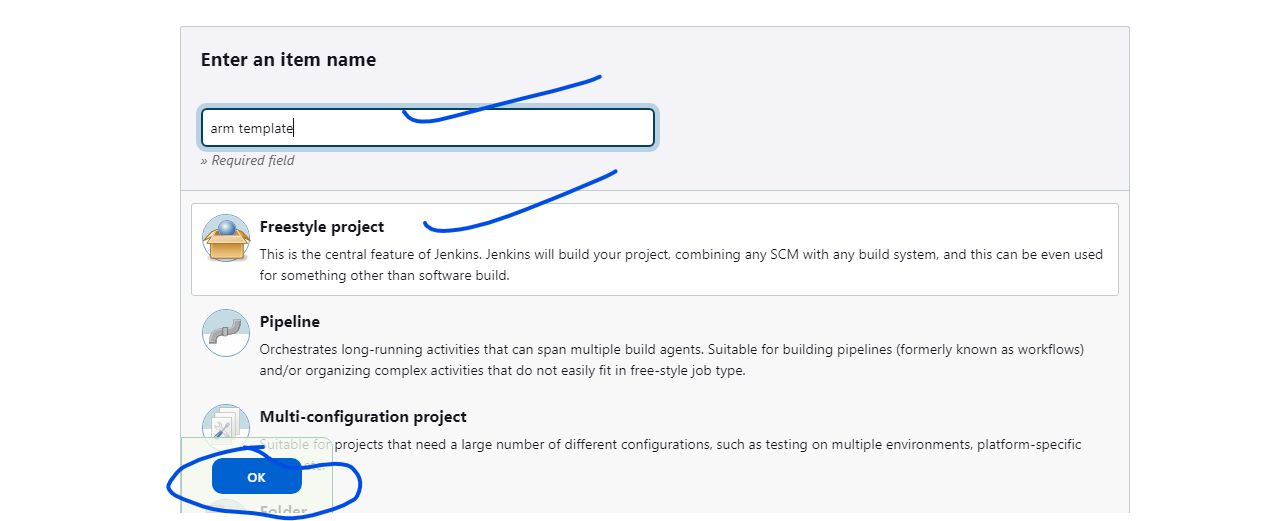 Enter an item name
arm template
» Required field
Freestyle project
This is the central feature of Jenkins. Jenkins will build your project, combining any SCM with any build system, and this can be even used
for something other than software build.
Pipeline
Orchestrates long-running activities that can span multiple build agents. Suitable for building pipelines (formerly known as workflows)
and/or organizing complex activities that do not easily fit in free-style job type.
Multi-configuration project
Suitable for projects that need a large number of different configurations, such as testing on multiple environments, platform-specific
OK
Folder